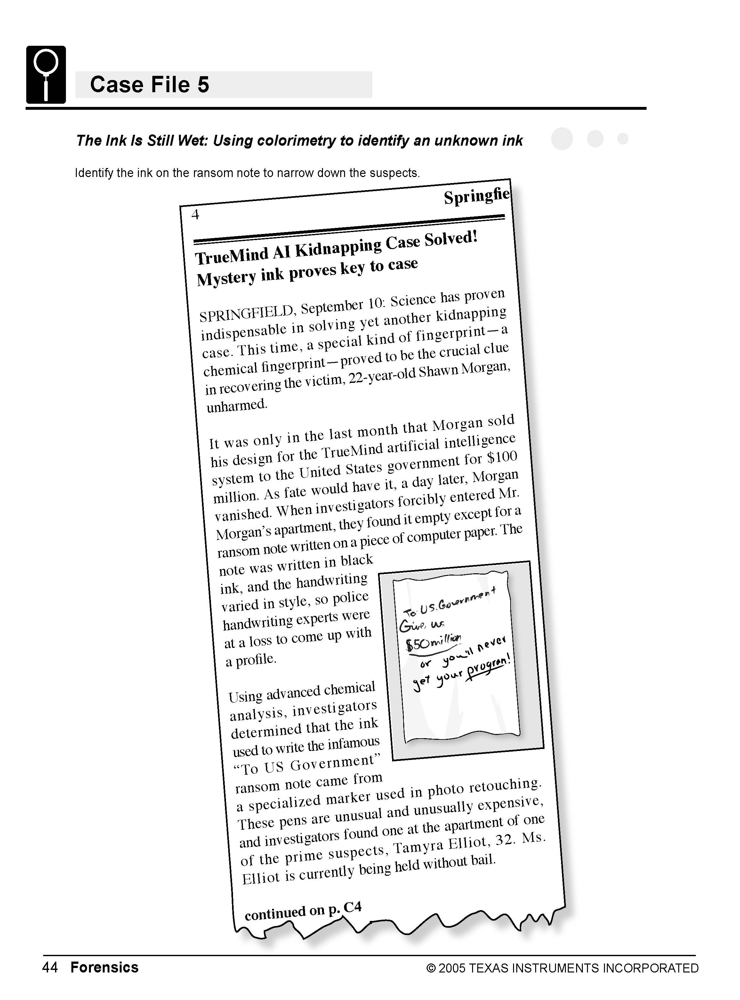 Case File 5
The Ink Is Still Wet: Using colorimetry to identify an unknown ink
Identify the ink on the ransom note to narrow down the suspects.
4
Springfie
TrueMind AI Kidnapping Case Solved!
Mystery ink proves key to case
SPRINGFIELD, September 10: Science has proven
indispensable in solving yet another kidnapping
case. This time, a special kind of fingerprint—a
chemical fingerprint—proved to be the crucial clue
in recovering the victim, 22-year-old Shawn Morgan,
unharmed.
It was only in the last month that Morgan sold
his design for the TrueMind artificial intelligence
system to the United States government for $100
million. As fate would have it, a day later, Morgan
vanished. When investigators forcibly entered Mr.
Morgan’s apartment, they found it empty except for a
ransom note written on a piece of computer paper. The
note was written in black
ink, and the handwriting
varied in style, so police
handwriting experts were
at a loss to come up with
a profile.
To US. Government
Give us
$50 million
or you'll never
get your progran!
Using advanced chemical
analysis, investigators
determined that the ink
used to write the infamous
“To US Government”
ransom note came from
a specialized marker used in photo retouching.
These pens are unusual and unusually expensive,
and investigators found one at the apartment of one
of the prime suspects, Tamyra Elliot, 32. Ms.
Elliot is currently being held without bail.
continued on p. C4
44 Forensics
© 2005 TEXAS INSTRUMENTS INCORPORATED